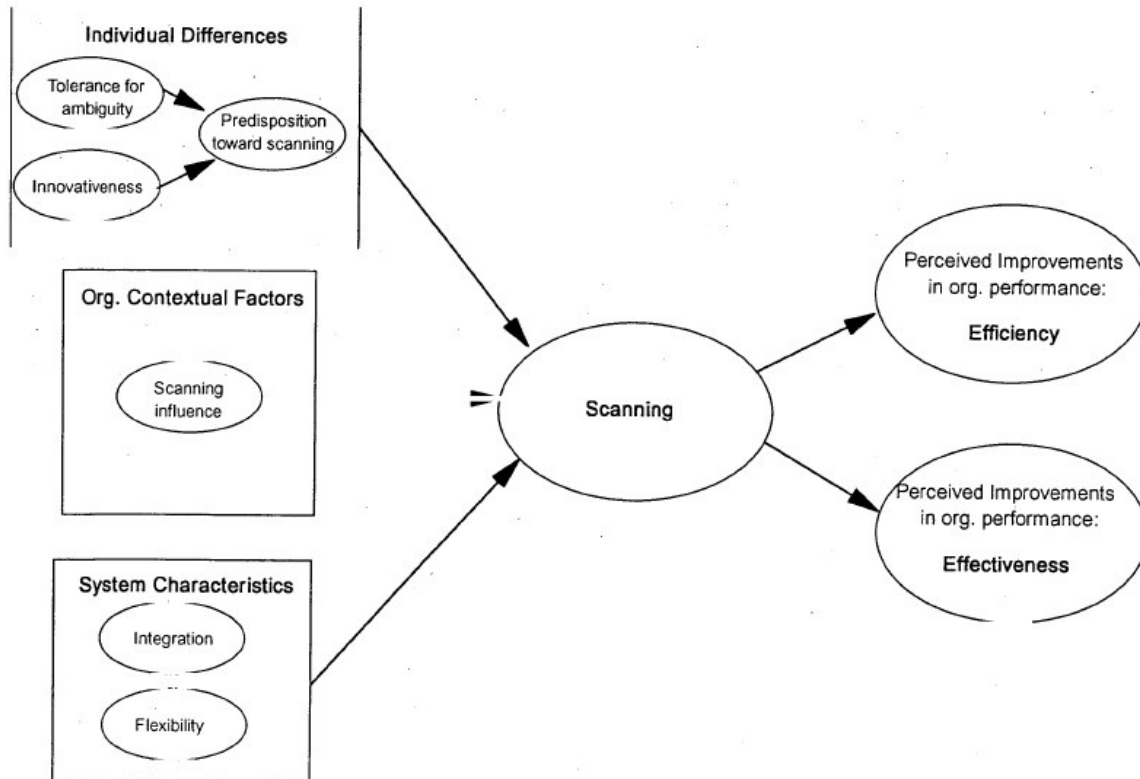 Individual Differences
Tolerance for
ambiguity
Predisposition
toward scanning
Innovativeness
Org. Contextual Factors
Scanning
influence
System Characteristics
Integration
Flexibility
Scanning
Perceived Improvements
in org. performance:
Efficiency
Perceived Improvements
in org. performance:
Effectiveness